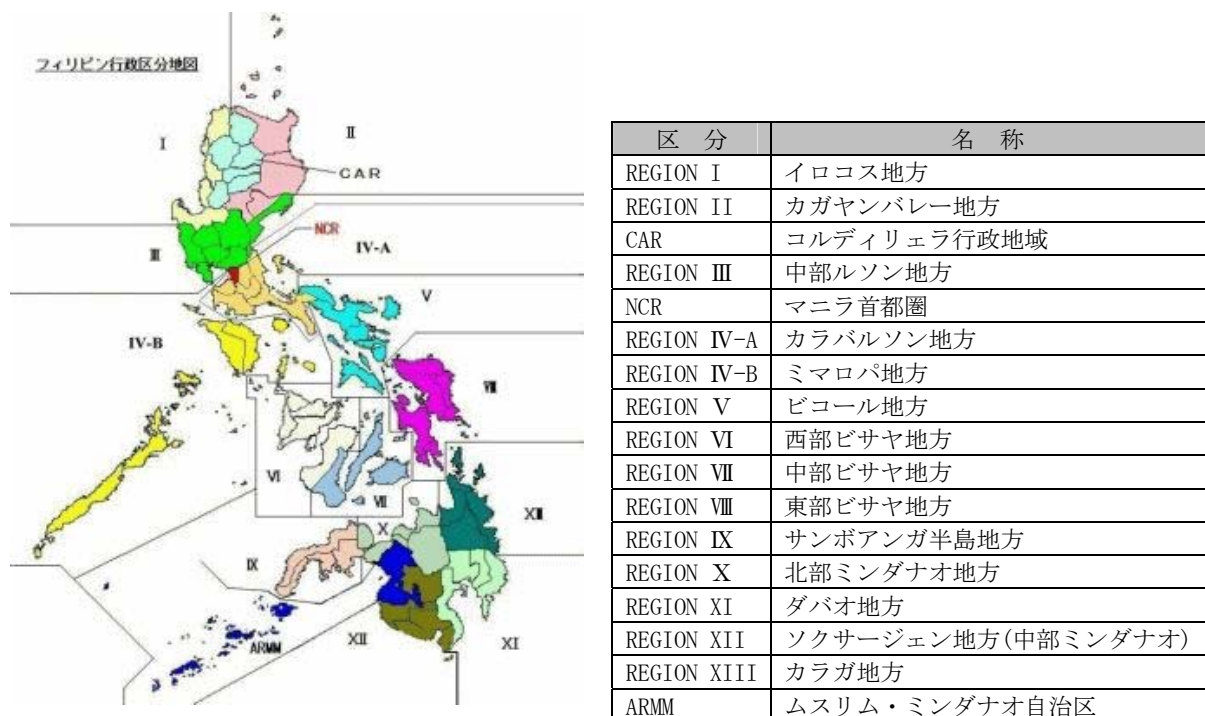 フィリピン行政区分地図
I
II
CAR
NCR
III
IV-A
V
IV-B
VIII
VI
VII
XIII
X
IX
ARMM
XII
XI
区 分 名 称
REGION I イロコス地方
REGION II カガヤンバレー地方
CAR コルディリェラ行政地域
REGION Ⅲ 中部ルソン地方
NCR マニラ首都圏
REGION Ⅳ-A カラバルソン地方
REGION Ⅳ-B ミマロパ地方
REGION Ⅴ ビコール地方
REGION Ⅵ 西部ビサヤ地方
REGION Ⅶ 中部ビサヤ地方
REGION Ⅷ 東部ビサヤ地方
REGION Ⅸ サンボアンガ半島地方
REGION Ⅹ 北部ミンダナオ地方
REGION XI ダバオ地方
REGION XII ソクサージェン地方(中部ミンダナオ)
REGION XIII カラガ地方
ARMM ムスリム・ミンダナオ自治区